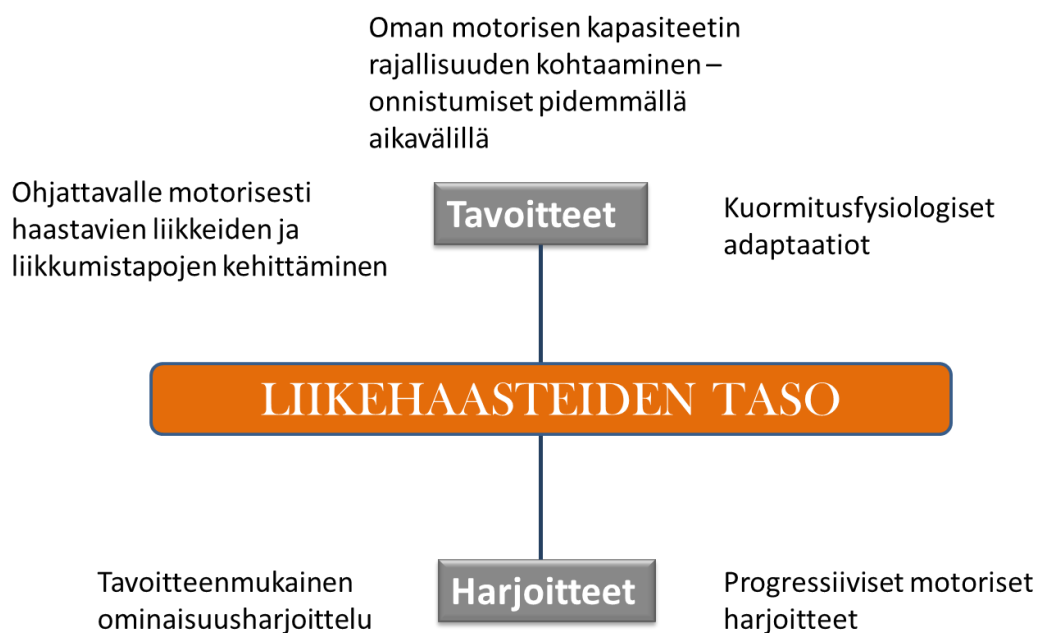 Oman motorisen kapasiteetin
rajallisuuden kohtaaminen –
onnistumiset pidemmällä
aikavälillä
Ohjattavalle motorisesti
haastavien liikkeiden ja
liikkumistapojen kehittäminen
Tavoitteet
Kuormitusfysiologiset
adaptaatiot
LIIKEHAASTEIDEN TASO
Tavoitteenmukainen
ominaisuusharjoittelu
Harjoitteet
Progressiiviset motoriset
harjoitteet